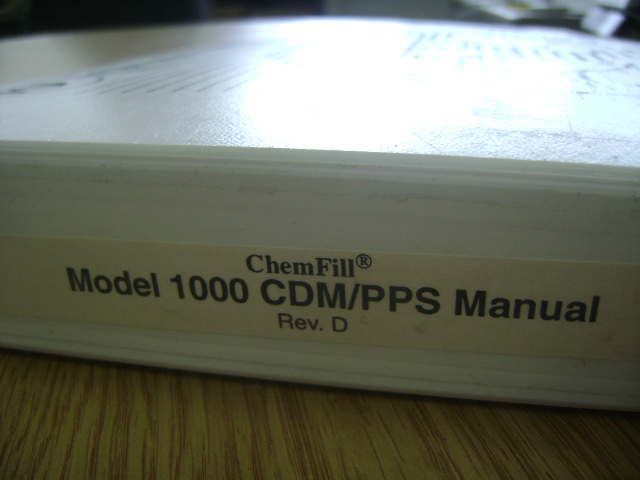 ChemFill®
Model 1000 CDM/PPS Manual
Rev. D